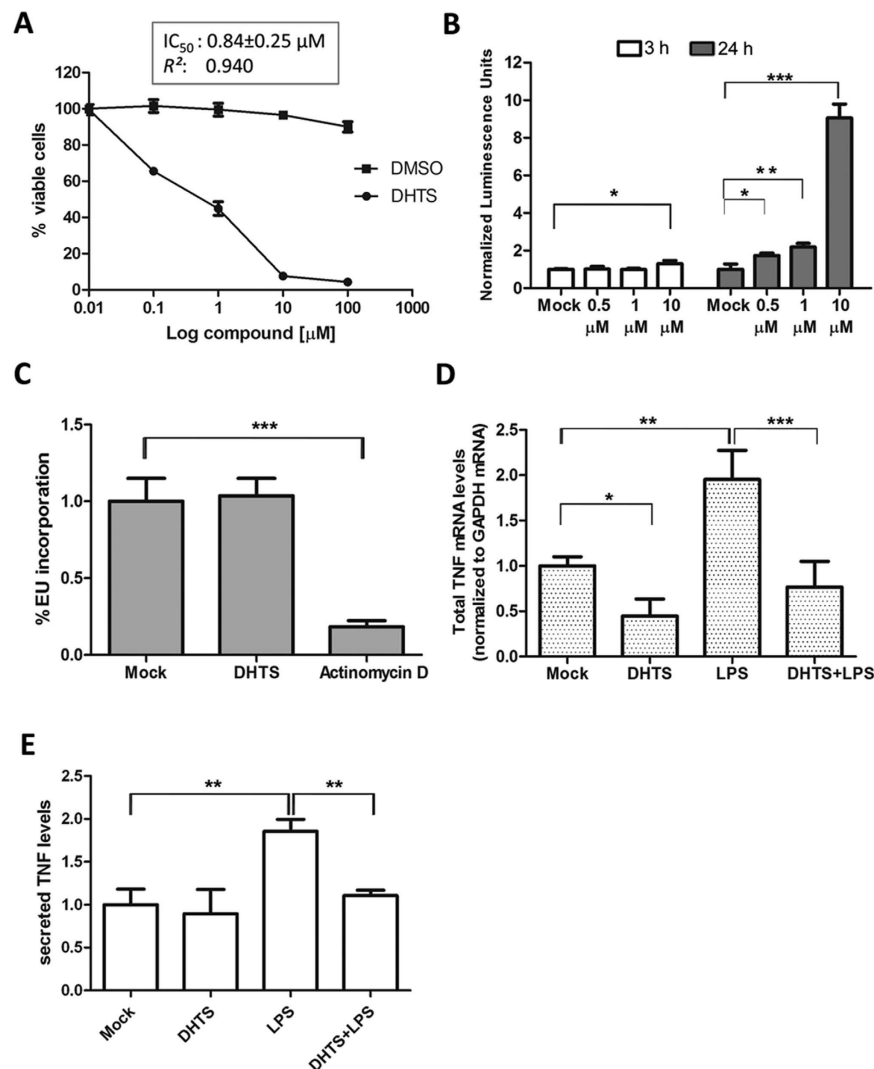 A
IC50 : 0.84±0.25 μM
R²: 0.940
120
100
80
60
40
20
0
% viable cells
DMSO
DHTS
0.01
0.1
1
10
100
1000
Log compound [μM]
B
3 h
24 h
12
10
8
6
4
2
0
Normalized Luminescence Units
*
***
**
*
Mock 0.5 1 10 Mock 0.5 1 10
μM μM μM μM μM μM
C
1.5
1.0
0.5
0.0
%EU incorporation
***
Mock DHTS Actinomycin D
D
2.5
2.0
1.5
1.0
0.5
0.0
Total TNF mRNA levels
(normalized to GAPDH mRNA)
**
***
*
Mock DHTS LPS DHTS+LPS
E
2.5
2.0
1.5
1.0
0.5
0.0
secreted TNF levels
**
**
Mock
DHTS
LPS
DHTS+LPS